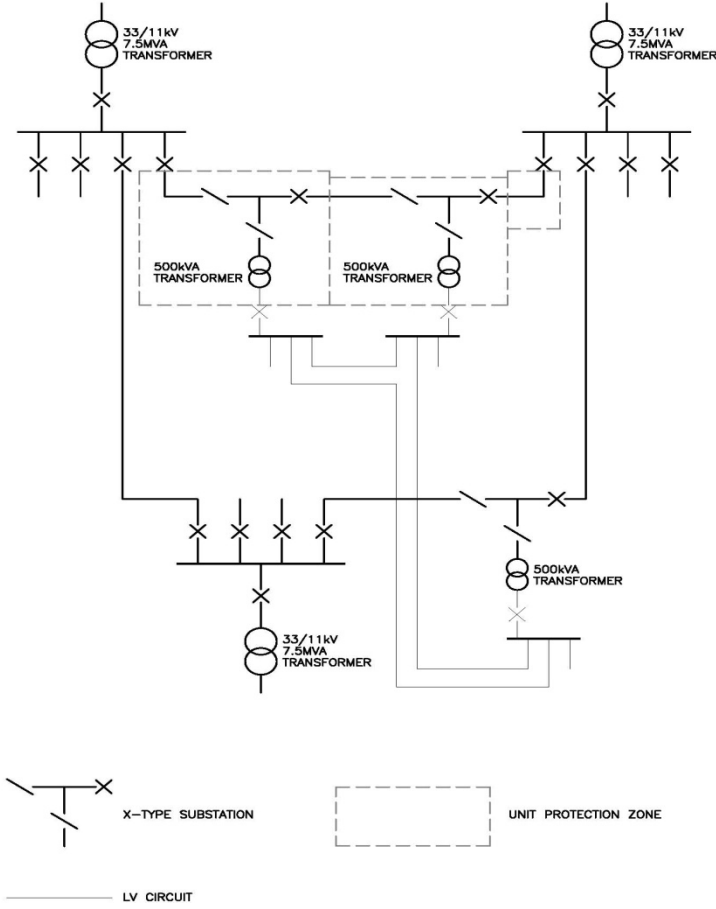 33/11kV
7.5MVA
TRANSFORMER
33/11kV
7.5MVA
TRANSFORMER
500kVA
TRANSFORMER
500kVA
TRANSFORMER
500kVA
TRANSFORMER
33/11kV
7.5MVA
TRANSFORMER
X-TYPE SUBSTATION
UNIT PROTECTION ZONE
LV CIRCUIT